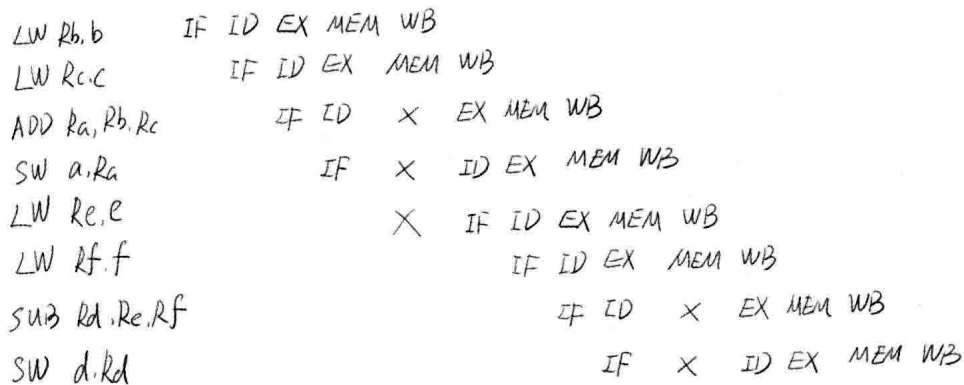 LW Rb,b IF ID EX MEM WB
LW Rc,c IF ID EX MEM WB
ADD Ra,Rb,Rc IF ID × EX MEM WB
SW a,Ra IF × ID EX MEM WB
LW Re,e × IF ID EX MEM WB
LW Rf,f IF ID EX MEM WB
SUB Rd,Re,Rf IF ID × EX MEM WB
SW d,Rd IF × ID EX MEM WB